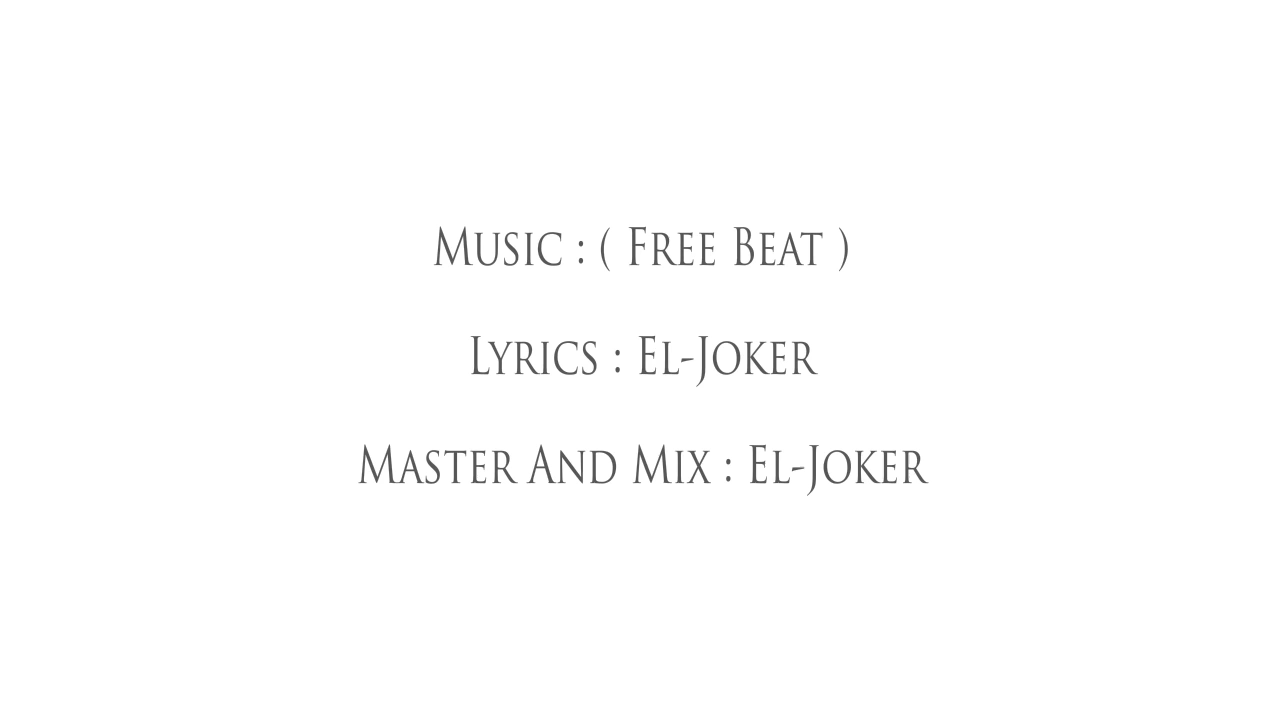 Music : ( Free Beat )
Lyrics : El-Joker
Master And Mix : El-Joker